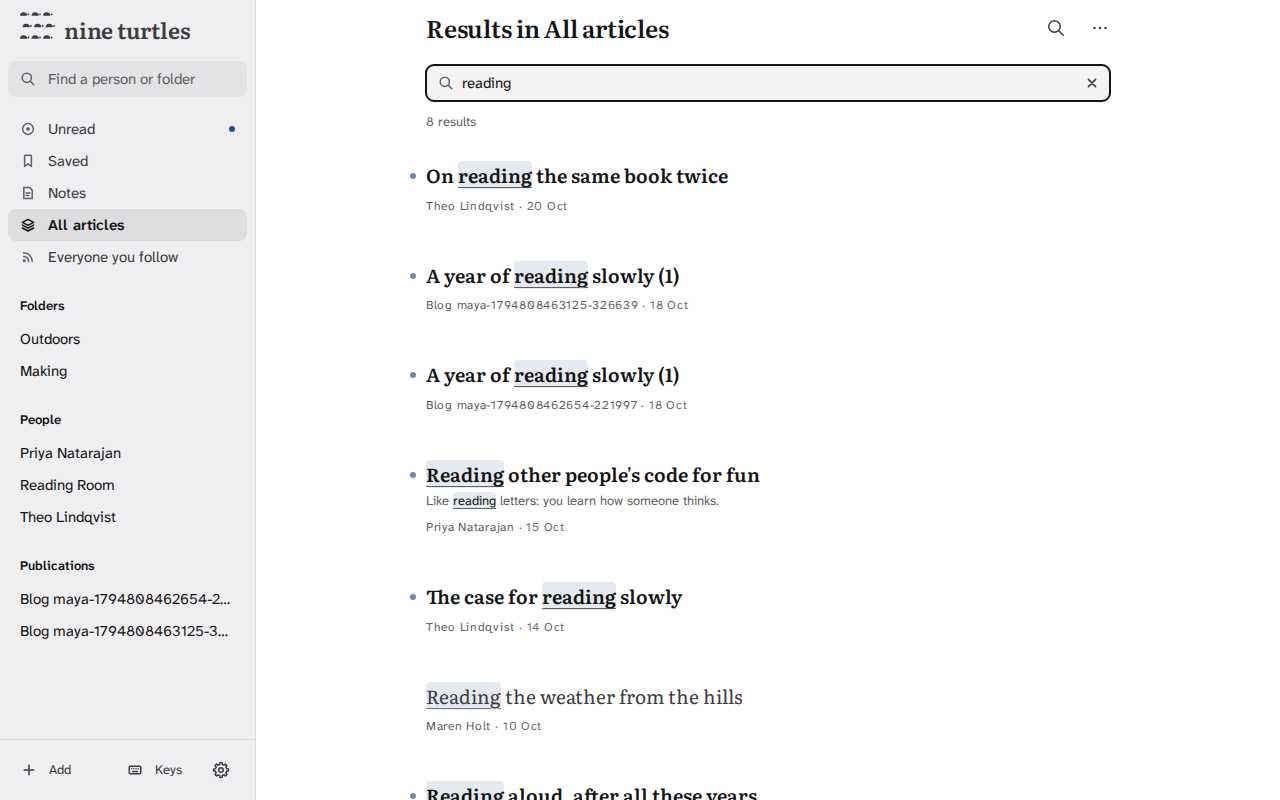 nine turtles
Find a person or folder
Unread
Saved
Notes
All articles
Everyone you follow
Folders
Outdoors
Making
People
Priya Natarajan
Reading Room
Theo Lindqvist
Publications
Blog maya-1794808462654-2...
Blog maya-1794808463125-3...
Add
Keys
Results in All articles
reading
8 results
On reading the same book twice
Theo Lindqvist · 20 Oct
A year of reading slowly (1)
Blog maya-1794808463125-326639 · 18 Oct
A year of reading slowly (1)
Blog maya-1794808462654-221997 · 18 Oct
Reading other people's code for fun
Like reading letters: you learn how someone thinks.
Priya Natarajan · 15 Oct
The case for reading slowly
Theo Lindqvist · 14 Oct
Reading the weather from the hills
Maren Holt · 10 Oct
Reading aloud, after all these years